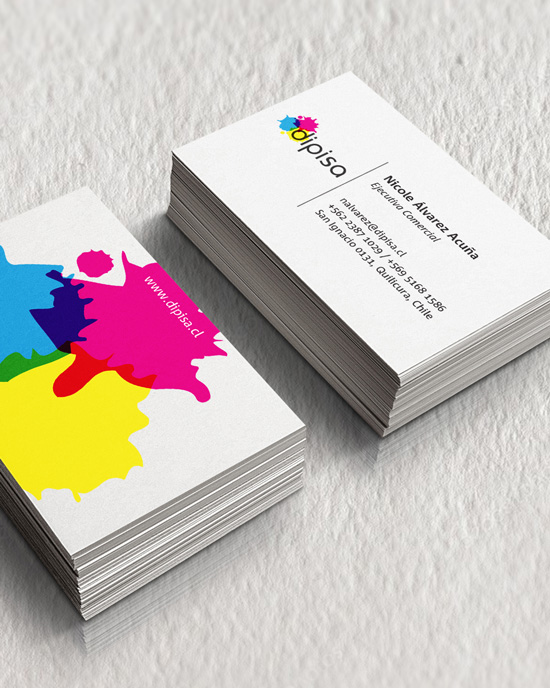 www.dipisa.cl
dipisa
Nicole Álvarez Acuña
Ejecutiva Comercial
nalvarez@dipisa.cl
+562 2387 1029 / +569 5168 1586
San Ignacio 0131, Quilicura, Chile